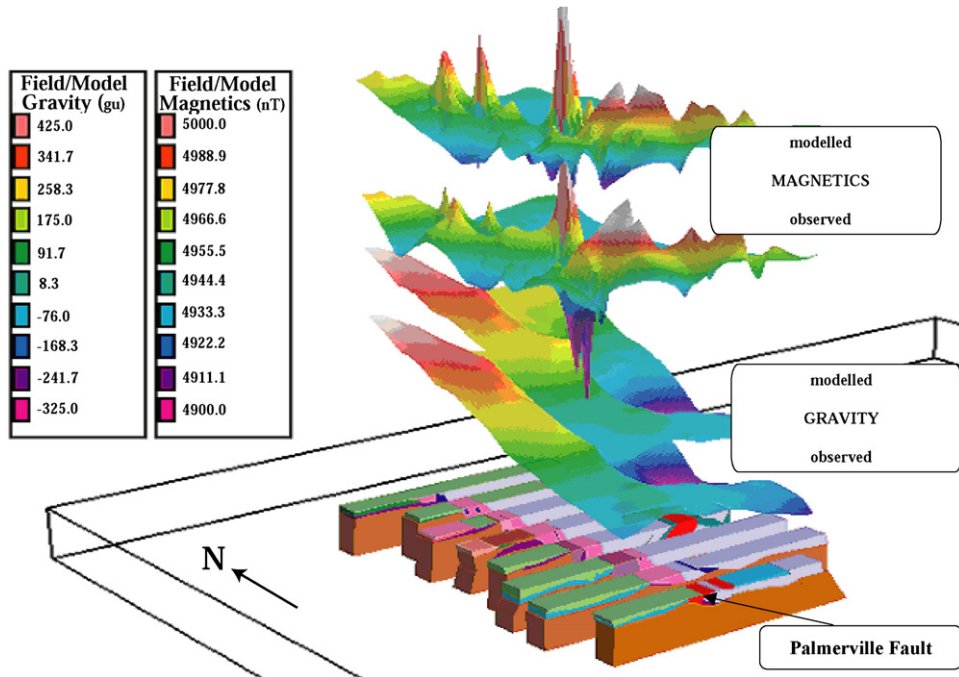 Field/Model
Gravity (gu)
425.0
341.7
258.3
175.0
91.7
8.3
-76.0
-168.3
-241.7
-325.0
Field/Model
Magnetics (nT)
5000.0
4988.9
4977.8
4966.6
4955.5
4944.4
4933.3
4922.2
4911.1
4900.0
modelled
MAGNETICS
observed
modelled
GRAVITY
observed
N
Palmerville Fault